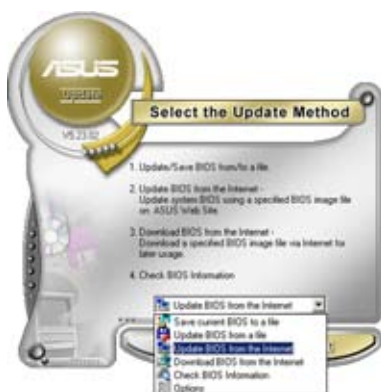 ASUS
Update
V5.23.02
Select the Update Method
1. Update/Save BIOS from/to a file.
2. Update BIOS from the Internet -
Update system BIOS using a specified BIOS image file
on ASUS Web Site.
3. Download BIOS from the Internet -
Download a specified BIOS image file via Internet for
later usage.
4. Check BIOS Information
Update BIOS from the Internet
Save current BIOS to a file
Update BIOS from a file
Update BIOS from the Internet
Download BIOS from the Internet
Check BIOS Information
Options